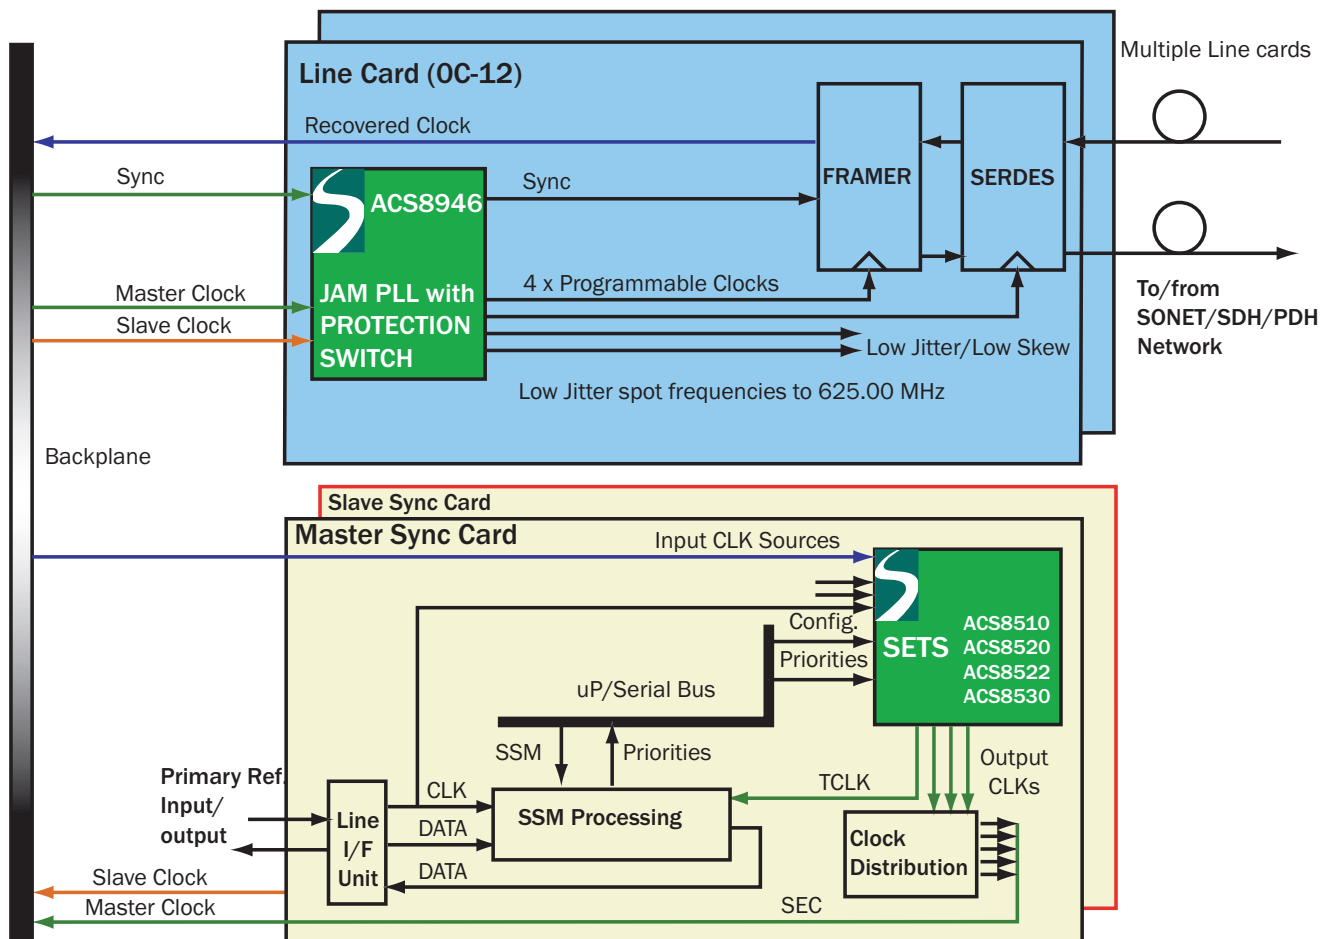 Multiple Line cards
Line Card (OC-12)
Recovered Clock
Sync
ACS8946
Sync
FRAMER
SERDES
Master Clock
Slave Clock
JAM PLL with
PROTECTION
SWITCH
4 x Programmable Clocks
Low Jitter/Low Skew
Low Jitter spot frequencies to 625.00 MHz
To/from
SONET/SDH/PDH
Network
Backplane
Slave Sync Card
Master Sync Card
Input CLK Sources
Config.
Priorities
SETS
ACS8510
ACS8520
ACS8522
ACS8530
uP/Serial Bus
SSM
Priorities
TCLK
Output
CLKs
Primary Ref.
Input/
output
Line
I/F
Unit
CLK
DATA
DATA
SSM Processing
Clock
Distribution
Slave Clock
Master Clock
SEC